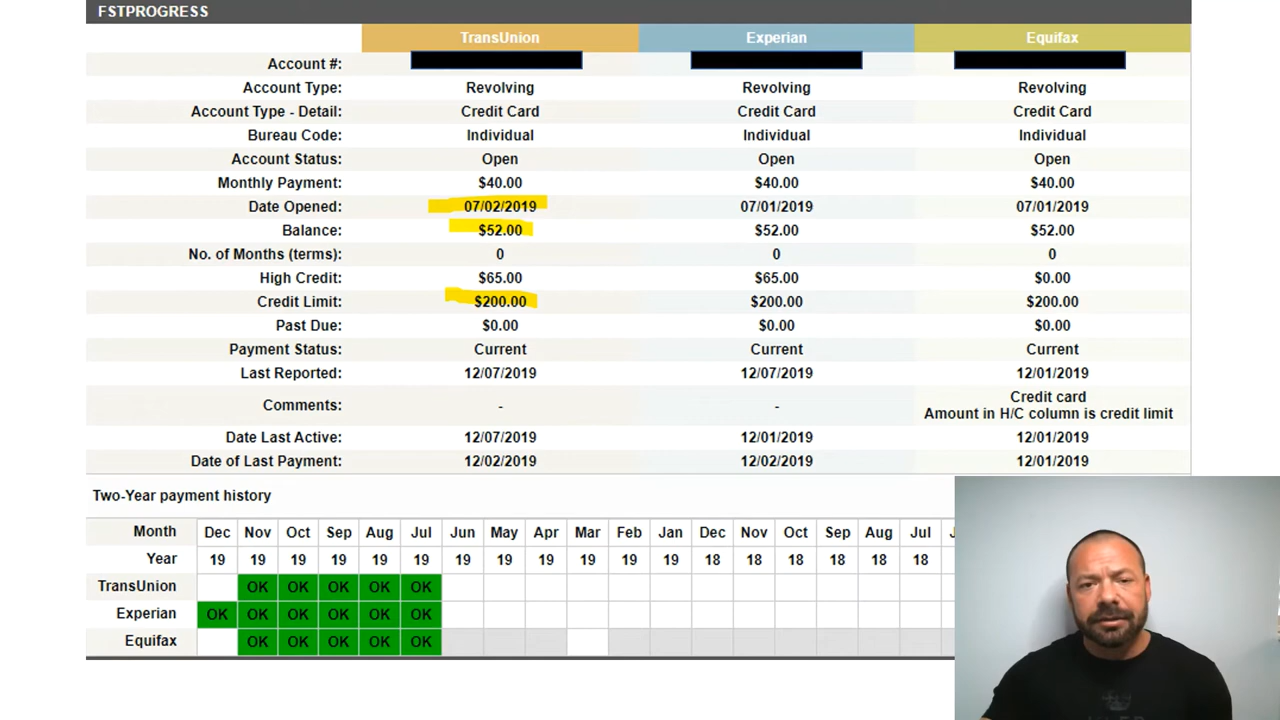 FSTPROGRESS
TransUnion Experian Equifax
Account #:
Account Type: Revolving Revolving Revolving
Account Type - Detail: Credit Card Credit Card Credit Card
Bureau Code: Individual Individual Individual
Account Status: Open Open Open
Monthly Payment: $40.00 $40.00 $40.00
Date Opened: 07/02/2019 07/01/2019 07/01/2019
Balance: $52.00 $52.00 $52.00
No. of Months (terms): 0 0 0
High Credit: $65.00 $65.00 $0.00
Credit Limit: $200.00 $200.00 $200.00
Past Due: $0.00 $0.00 $0.00
Payment Status: Current Current Current
Last Reported: 12/07/2019 12/07/2019 12/01/2019
Credit card
Comments: - - Amount in H/C column is credit limit
Date Last Active: 12/07/2019 12/01/2019 12/01/2019
Date of Last Payment: 12/02/2019 12/02/2019 12/01/2019
Two-Year payment history
Month Dec Nov Oct Sep Aug Jul Jun May Apr Mar Feb Jan Dec Nov Oct Sep Aug Jul
Year 19 19 19 19 19 19 19 19 19 19 19 19 18 18 18 18 18 18
TransUnion OK OK OK OK OK
Experian OK OK OK OK OK OK
Equifax OK OK OK OK OK